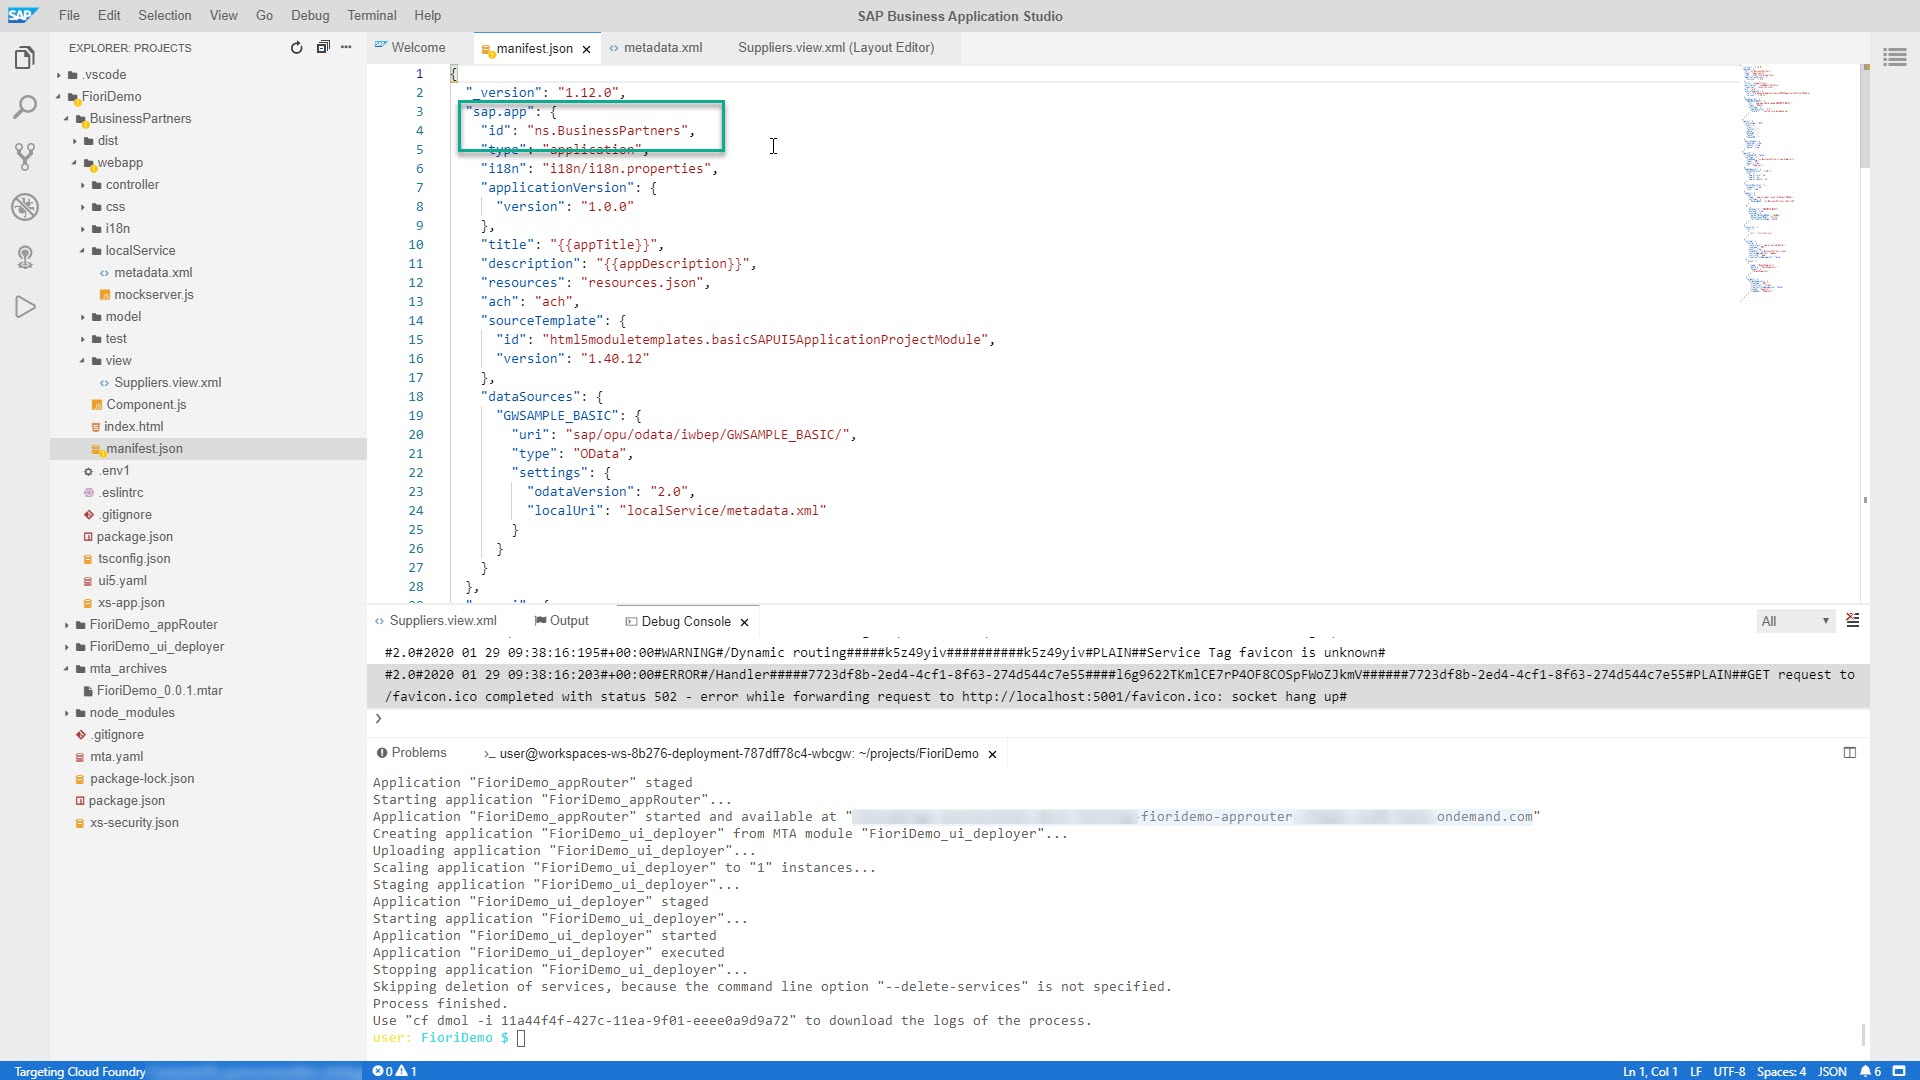 SAP File Edit Selection View Go Debug Terminal Help SAP Business Application Studio
EXPLORER: PROJECTS
.vscode
FioriDemo
BusinessPartners
dist
webapp
controller
css
i18n
localService
metadata.xml
mockserver.js
model
test
view
Suppliers.view.xml
Component.js
index.html
manifest.json
.env1
.eslintrc
.gitignore
package.json
tsconfig.json
ui5.yaml
xs-app.json
FioriDemo_appRouter
FioriDemo_ui_deployer
mta_archives
FioriDemo_0.0.1.mtar
node_modules
.gitignore
mta.yaml
package-lock.json
package.json
xs-security.json
Welcome manifest.json metadata.xml Suppliers.view.xml (Layout Editor)
1 {
2 "_version": "1.12.0",
3 "sap.app": {
4 "id": "ns.BusinessPartners",
5 "type": "application",
6 "i18n": "i18n/i18n.properties",
7 "applicationVersion": {
8 "version": "1.0.0"
9 },
10 "title": "{{appTitle}}",
11 "description": "{{appDescription}}",
12 "resources": "resources.json",
13 "ach": "ach",
14 "sourceTemplate": {
15 "id": "html5moduletemplates.basicSAPUI5ApplicationProjectModule",
16 "version": "1.40.12"
17 },
18 "dataSources": {
19 "GWSAMPLE_BASIC": {
20 "uri": "sap/opu/odata/iwbep/GWSAMPLE_BASIC/",
21 "type": "OData",
22 "settings": {
23 "odataVersion": "2.0",
24 "localUri": "localService/metadata.xml"
25 }
26 }
27 }
28 },
Suppliers.view.xml Output Debug Console All
#2.0#2020 01 29 09:38:16:195#+00:00#WARNING#/Dynamic routing#####k5z49yiv##########k5z49yiv#PLAIN##Service Tag favicon is unknown#
#2.0#2020 01 29 09:38:16:203#+00:00#ERROR#/Handler#####7723df8b-2ed4-4cf1-8f63-274d544c7e55####l6g9622TKmlCE7rP4OF8COSpFWoZJkmV######7723df8b-2ed4-4cf1-8f63-274d544c7e55#PLAIN##GET request to
/favicon.ico completed with status 502 - error while forwarding request to http://localhost:5001/favicon.ico: socket hang up#
Problems >_ user@workspaces-ws-8b276-deployment-787dff78c4-wbcgw: ~/projects/FioriDemo
Application "FioriDemo_appRouter" staged
Starting application "FioriDemo_appRouter"...
Application "FioriDemo_appRouter" started and available at " -fioridemo-approuter ondemand.com"
Creating application "FioriDemo_ui_deployer" from MTA module "FioriDemo_ui_deployer"...
Uploading application "FioriDemo_ui_deployer"...
Scaling application "FioriDemo_ui_deployer" to "1" instances...
Staging application "FioriDemo_ui_deployer"...
Application "FioriDemo_ui_deployer" staged
Starting application "FioriDemo_ui_deployer"...
Application "FioriDemo_ui_deployer" started
Application "FioriDemo_ui_deployer" executed
Stopping application "FioriDemo_ui_deployer"...
Skipping deletion of services, because the command line option "--delete-services" is not specified.
Process finished.
Use "cf dmol -i 11a44f4f-427c-11ea-9f01-eeee0a9d9a72" to download the logs of the process.
user: FioriDemo $
Targeting Cloud Foundry 0 1 Ln 1, Col 1 LF UTF-8 Spaces: 4 JSON 6